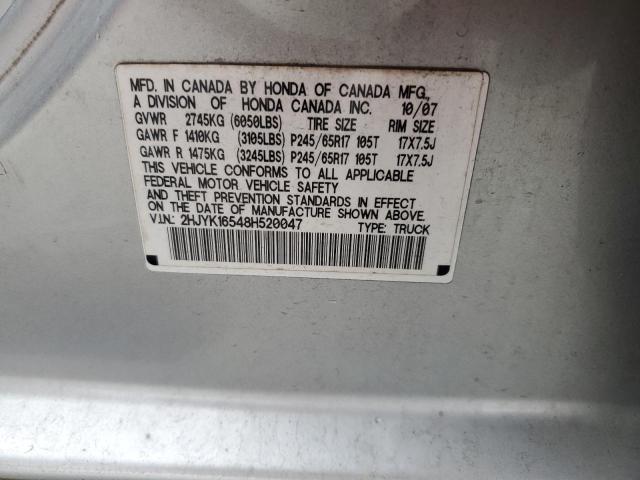 MFD. IN CANADA BY HONDA OF CANADA MFG.,
A DIVISION OF HONDA CANADA INC. 10/07
GVWR 2745KG (6050LBS) TIRE SIZE RIM SIZE
GAWR F 1410KG (3105LBS) P245/65R17 105T 17X7.5J
GAWR R 1475KG (3245LBS) P245/65R17 105T 17X7.5J
THIS VEHICLE CONFORMS TO ALL APPLICABLE
FEDERAL MOTOR VEHICLE SAFETY
AND THEFT PREVENTION STANDARDS IN EFFECT
ON THE DATE OF MANUFACTURE SHOWN ABOVE.
V.I.N.: 2HJYK16548H520047 TYPE: TRUCK